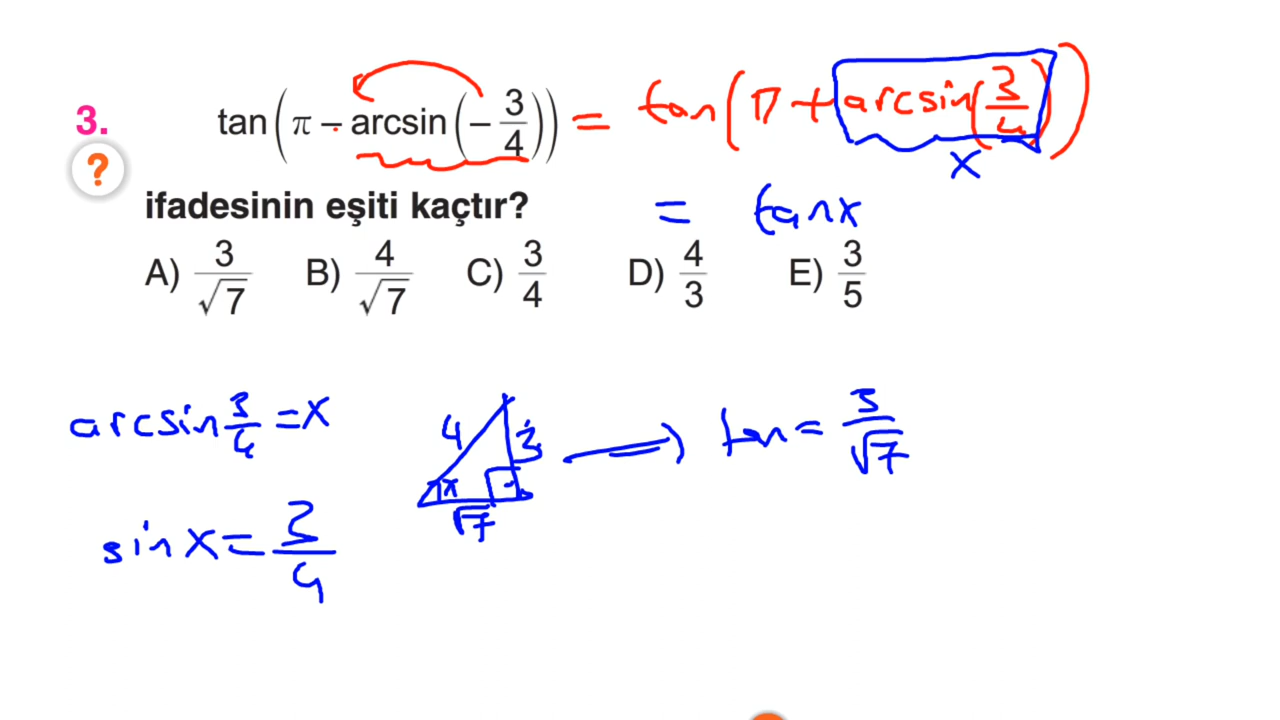 3. tan(π − arcsin(−3/4)) = tan(π + arcsin(3/4))
x
?
ifadesinin eşiti kaçtır? = tanx
A) 3/√7 B) 4/√7 C) 3/4 D) 4/3 E) 3/5
arcsin 3/4 = x
4 3 x √7
tan = 3/√7
sinx = 3/4